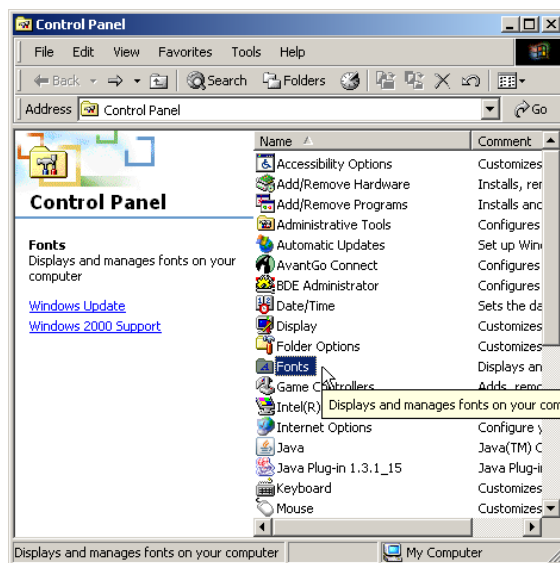 Control Panel
File Edit View Favorites Tools Help
Back Search Folders
Address Control Panel Go
Name Comment
Control Panel
Fonts
Displays and manages fonts on your
computer
Windows Update
Windows 2000 Support
Accessibility Options Customizes
Add/Remove Hardware Installs, rem
Add/Remove Programs Installs and
Administrative Tools Configures
Automatic Updates Set up Wind
AvantGo Connect Configures
BDE Administrator Configures
Date/Time Sets the da
Display Customizes
Folder Options Customizes
Fonts Displays an
Game Controllers Adds, remo
Intel(R) Displays and manages fonts on your com
Internet Options Configure y
Java Java(TM) C
Java Plug-in 1.3.1_15 Java Plug-i
Keyboard Customizes
Mouse Customizes
Displays and manages fonts on your computer My Computer